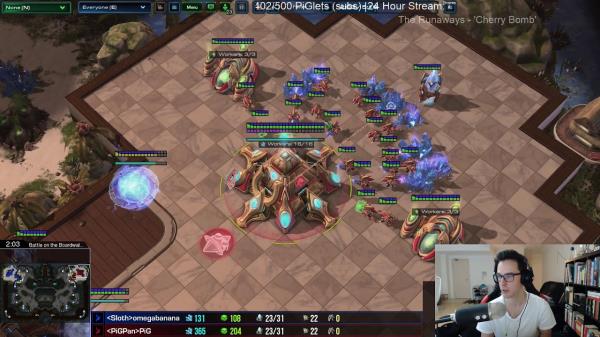 None (N)
Everyone (E)
Menu
102/500 PiGlets (subs) 24 Hour Stream
The Runaways - 'Cherry Bomb'
Workers: 3/3
Workers: 16/16
Workers: 3/3
2:03
Battle on the Boardwal...
<Sloth>omegabanana 131 108 23/31 22 0
<PiGPan>PiG 365 204 23/31 22 0